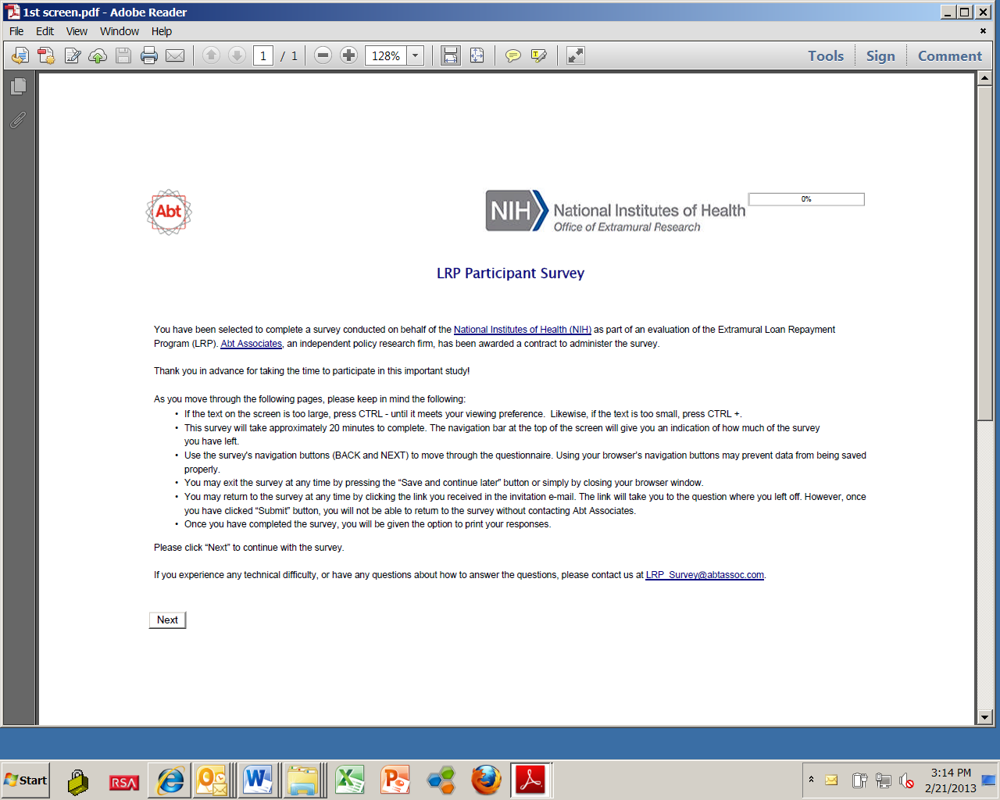 1st screen.pdf - Adobe Reader
File Edit View Window Help
1 / 1 128% Tools Sign Comment
Abt
NIH National Institutes of Health
Office of Extramural Research
0%
LRP Participant Survey
You have been selected to complete a survey conducted on behalf of the National Institutes of Health (NIH) as part of an evaluation of the Extramural Loan Repayment
Program (LRP). Abt Associates, an independent policy research firm, has been awarded a contract to administer the survey.
Thank you in advance for taking the time to participate in this important study!
As you move through the following pages, please keep in mind the following:
• If the text on the screen is too large, press CTRL - until it meets your viewing preference. Likewise, if the text is too small, press CTRL +.
• This survey will take approximately 20 minutes to complete. The navigation bar at the top of the screen will give you an indication of how much of the survey
you have left.
• Use the survey's navigation buttons (BACK and NEXT) to move through the questionnaire. Using your browser’s navigation buttons may prevent data from being saved
properly.
• You may exit the survey at any time by pressing the “Save and continue later” button or simply by closing your browser window.
• You may return to the survey at any time by clicking the link you received in the invitation e-mail. The link will take you to the question where you left off. However, once
you have clicked “Submit” button, you will not be able to return to the survey without contacting Abt Associates.
• Once you have completed the survey, you will be given the option to print your responses.
Please click “Next” to continue with the survey.
If you experience any technical difficulty, or have any questions about how to answer the questions, please contact us at LRP_Survey@abtassoc.com.
Next
Start RSA 3:14 PM
2/21/2013